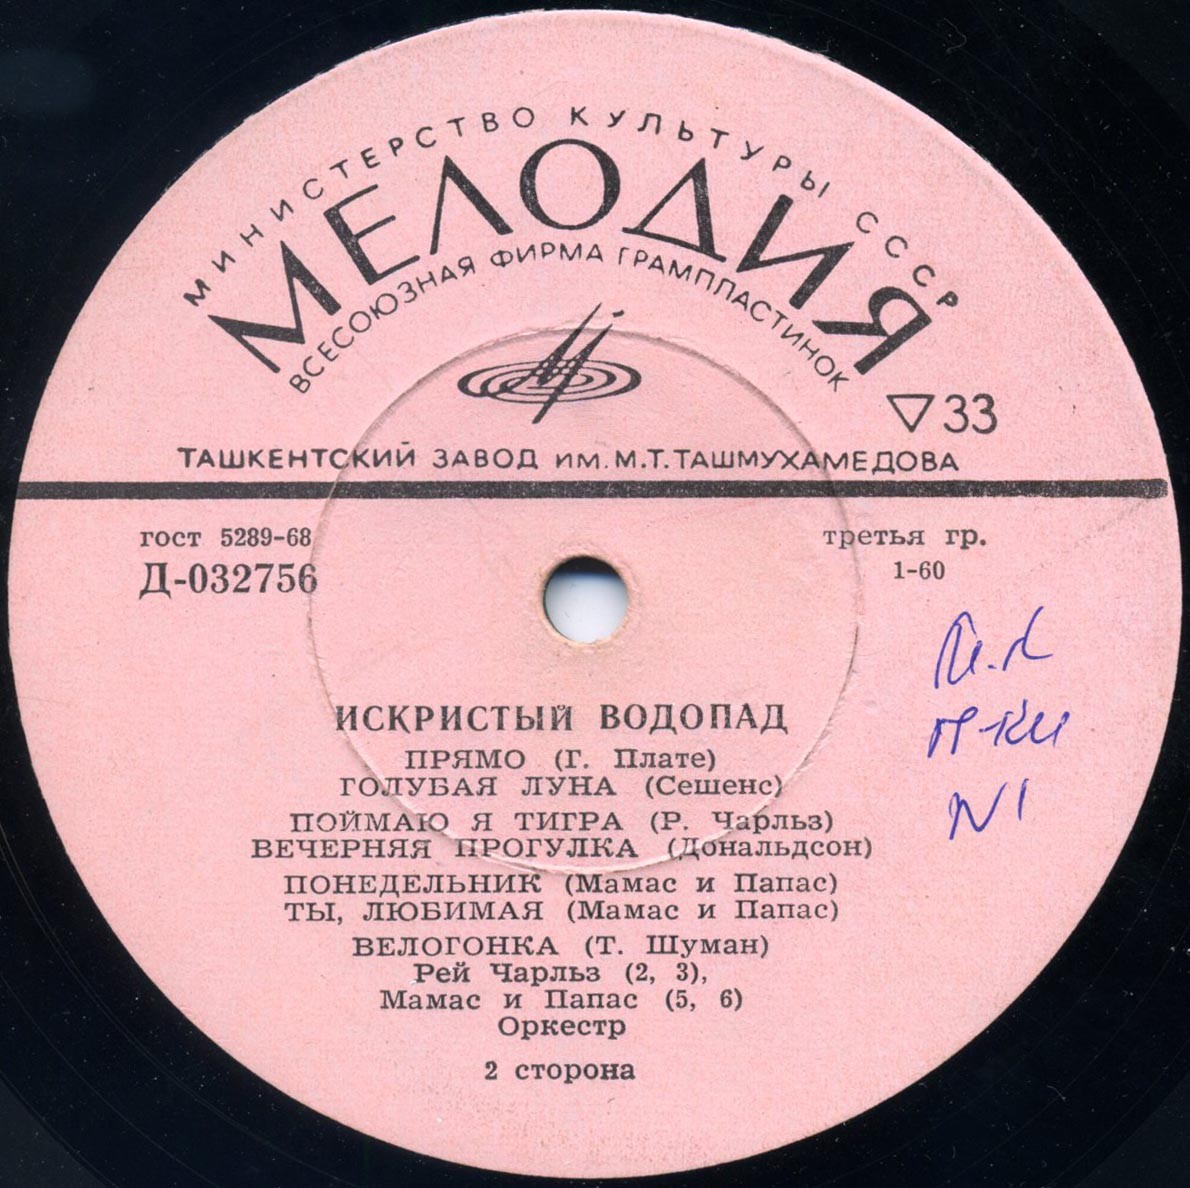 МИНИСТЕРСТВО КУЛЬТУРЫ СССР
МЕЛОДИЯ
ВСЕСОЮЗНАЯ ФИРМА ГРАМПЛАСТИНОК
33
ТАШКЕНТСКИЙ ЗАВОД ИМ. М.Т. ТАШМУХАМЕДОВА
гост 5289-68
третья гр.
Д-032756
1-60
ИСКРИСТЫЙ ВОДОПАД
ПРЯМО (Г. Плате)
ГОЛУБАЯ ЛУНА (Сешенс)
ПОЙМАЮ Я ТИГРА (Р. Чарльз)
ВЕЧЕРНЯЯ ПРОГУЛКА (Дональдсон)
ПОНЕДЕЛЬНИК (Мамас и Папас)
ТЫ, ЛЮБИМАЯ (Мамас и Папас)
ВЕЛОГОНКА (Т. Шуман)
Рей Чарльз (2, 3),
Мамас и Папас (5, 6)
Оркестр
2 сторона
N1